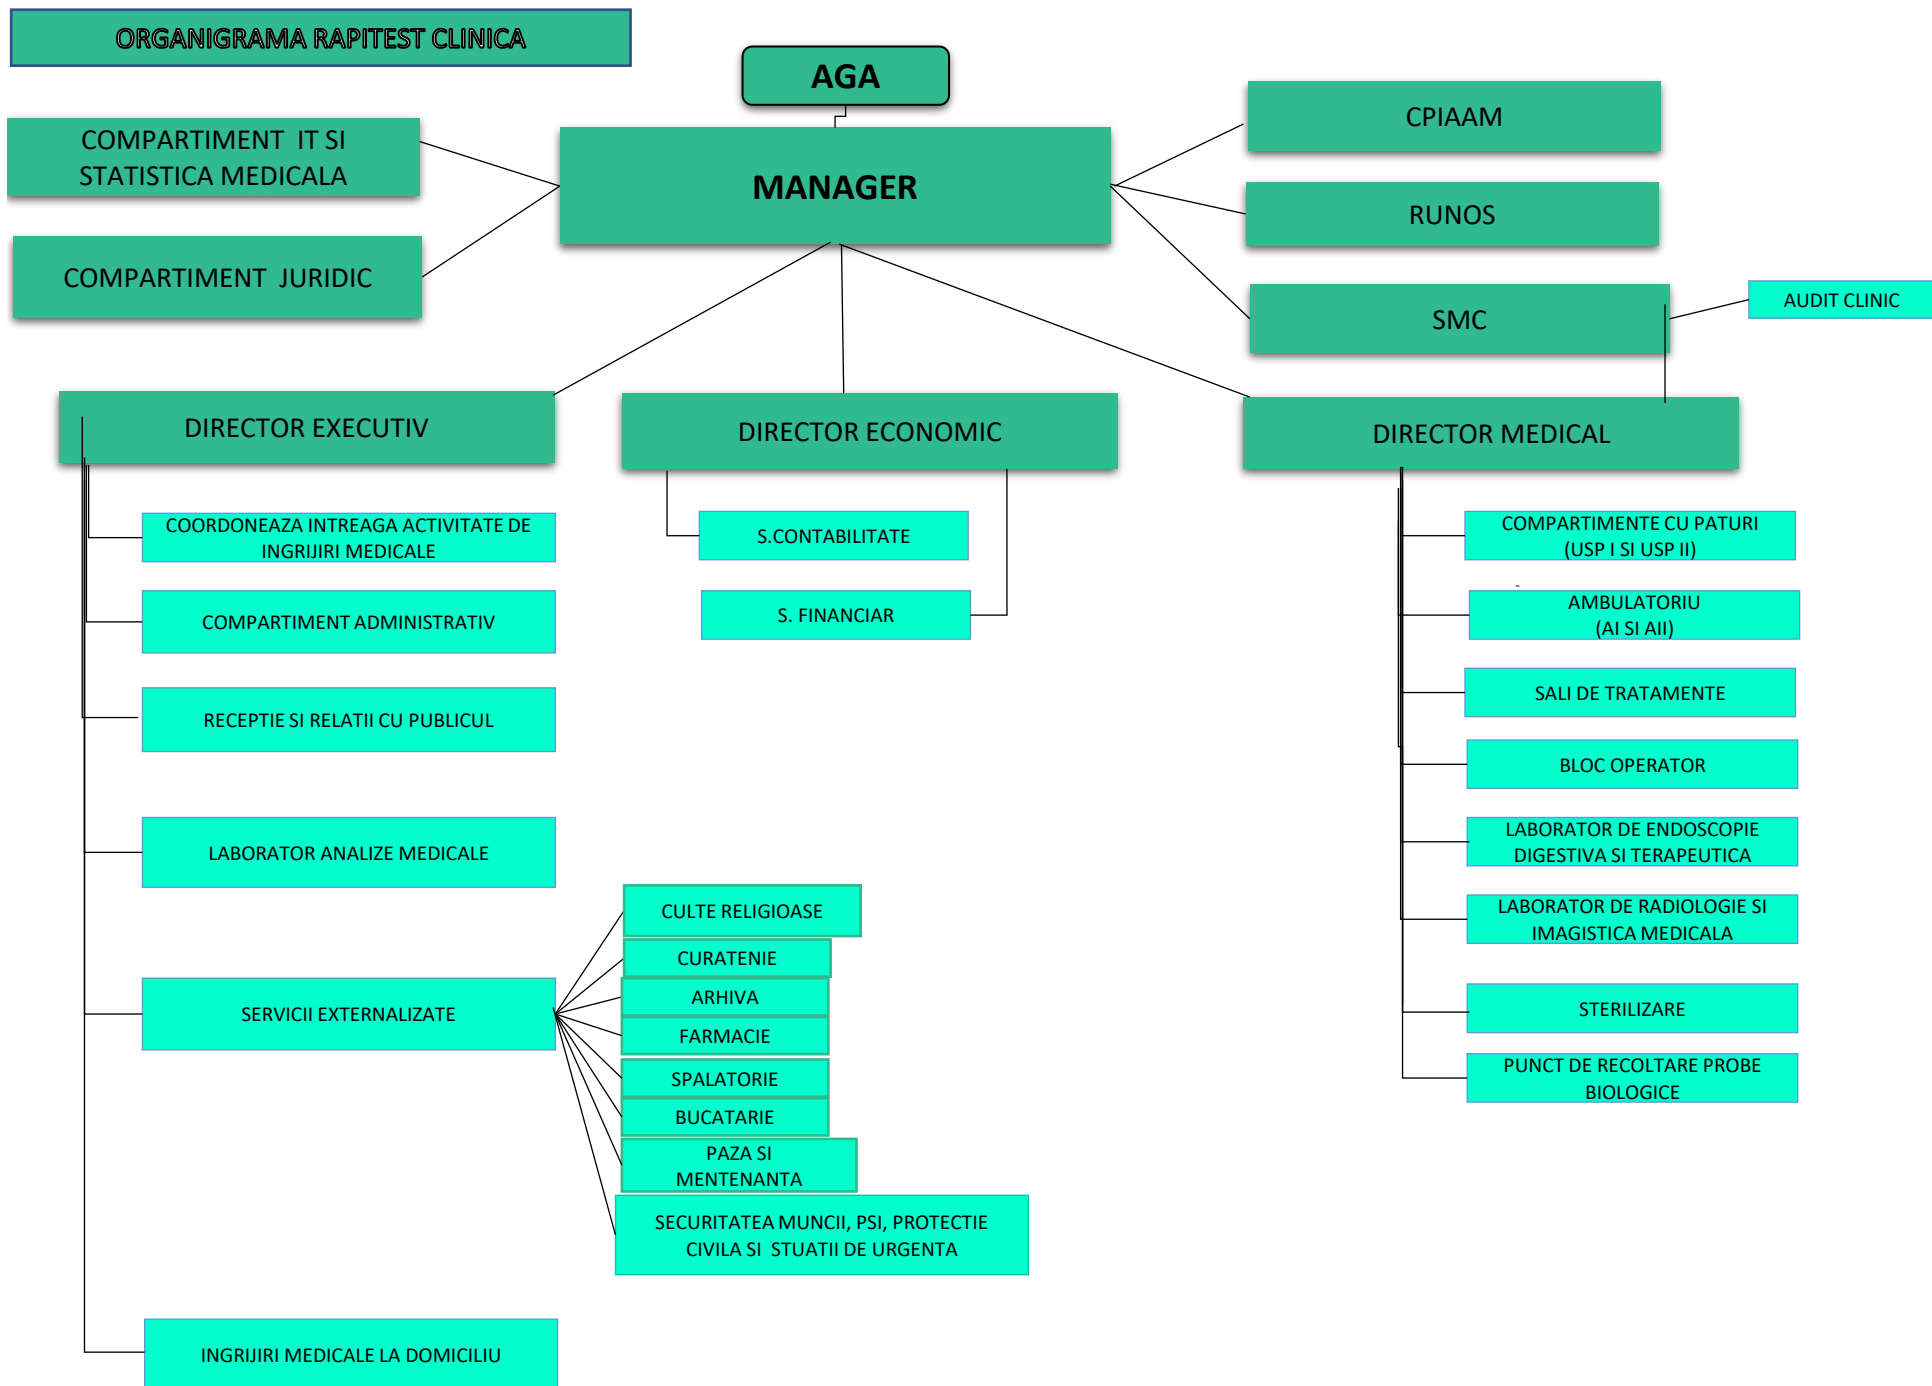 ORGANIGRAMA RAPITEST CLINICA
AGA
MANAGER
COMPARTIMENT IT SI
STATISTICA MEDICALA
COMPARTIMENT JURIDIC
CPIAAM
RUNOS
SMC
AUDIT CLINIC
DIRECTOR EXECUTIV
DIRECTOR ECONOMIC
DIRECTOR MEDICAL
COORDONEAZA INTREAGA ACTIVITATE DE
INGRIJIRI MEDICALE
COMPARTIMENT ADMINISTRATIV
RECEPTIE SI RELATII CU PUBLICUL
LABORATOR ANALIZE MEDICALE
SERVICII EXTERNALIZATE
CULTE RELIGIOASE
CURATENIE
ARHIVA
FARMACIE
SPALATORIE
BUCATARIE
PAZA SI
MENTENANTA
SECURITATEA MUNCII, PSI, PROTECTIE
CIVILA SI STUATII DE URGENTA
INGRIJIRI MEDICALE LA DOMICILIU
S.CONTABILITATE
S. FINANCIAR
COMPARTIMENTE CU PATURI
(USP I SI USP II)
AMBULATORIU
(AI SI AII)
SALI DE TRATAMENTE
BLOC OPERATOR
LABORATOR DE ENDOSCOPIE
DIGESTIVA SI TERAPEUTICA
LABORATOR DE RADIOLOGIE SI
IMAGISTICA MEDICALA
STERILIZARE
PUNCT DE RECOLTARE PROBE
BIOLOGICE